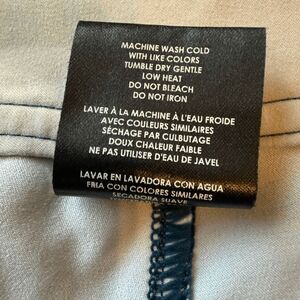 MACHINE WASH COLD
WITH LIKE COLORS
TUMBLE DRY GENTLE
LOW HEAT
DO NOT BLEACH
DO NOT IRON
LAVER À LA MACHINE À L'EAU FROIDE
AVEC COULEURS SIMILAIRES
SÉCHAGE PAR CULBUTAGE
DOUX CHALEUR FAIBLE
NE PAS UTILISER D'EAU DE JAVEL
LAVAR EN LAVADORA CON AGUA
FRIA CON COLORES SIMILARES
SECADORA SUAVE